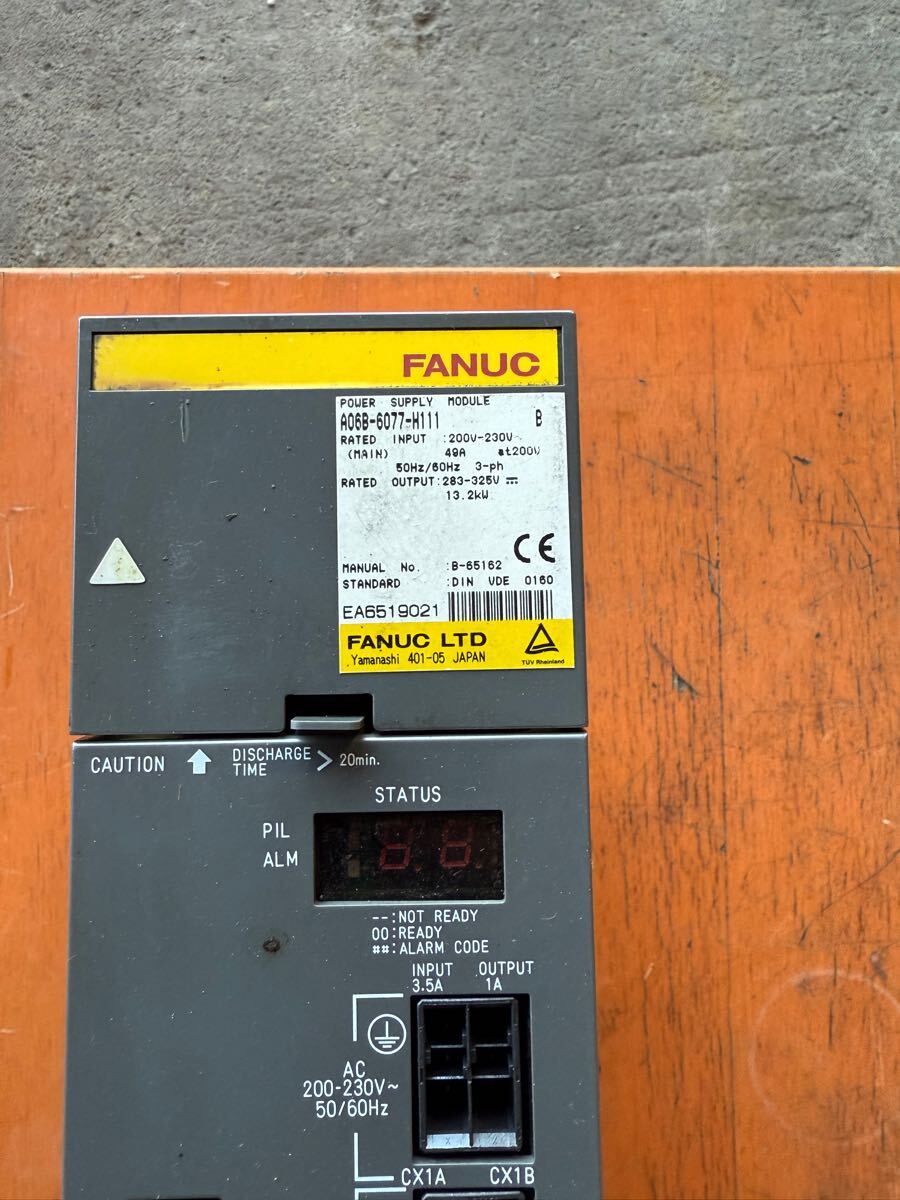 FANUC
POWER SUPPLY MODULE
A06B-6077-H111 B
RATED INPUT :200V-230V~
(MAIN) 49A at200V
50Hz/60Hz 3-ph
RATED OUTPUT:283-325V ⎓
13.2kW
CE
MANUAL No. :B-65162
STANDARD :DIN VDE 0160
EA6519021
FANUC LTD
Yamanashi 401-05 JAPAN
TÜV Rheinland
CAUTION ⬆ DISCHARGE TIME > 20min.
STATUS
PIL
ALM
--:NOT READY
00:READY
##:ALARM CODE
INPUT OUTPUT
3.5A 1A
AC
200-230V~
50/60Hz
CX1A CX1B